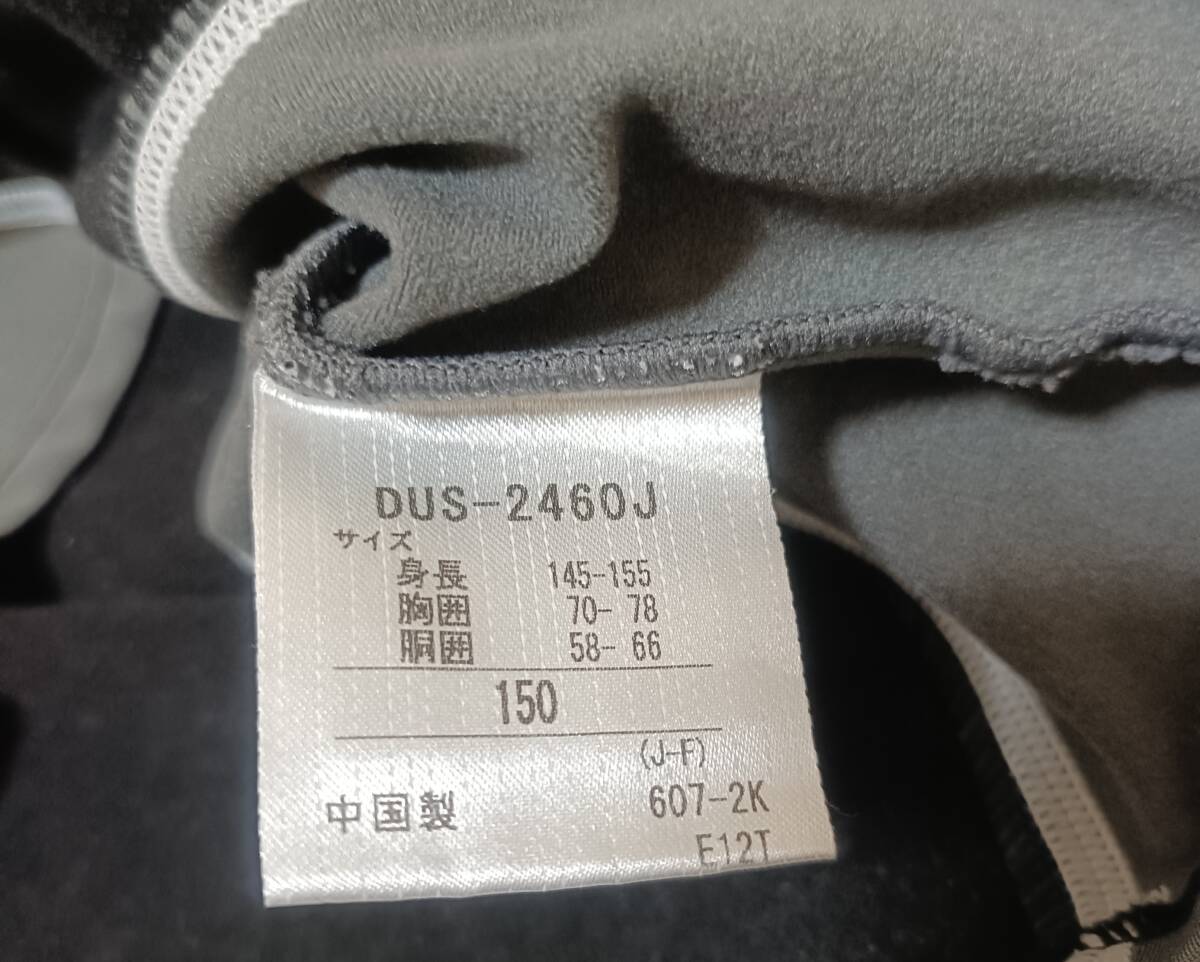 DUS-2460J
サイズ
身長 145-155
胸囲 70- 78
胴囲 58- 66
150
(J-F)
中国製 607-2K
E12T